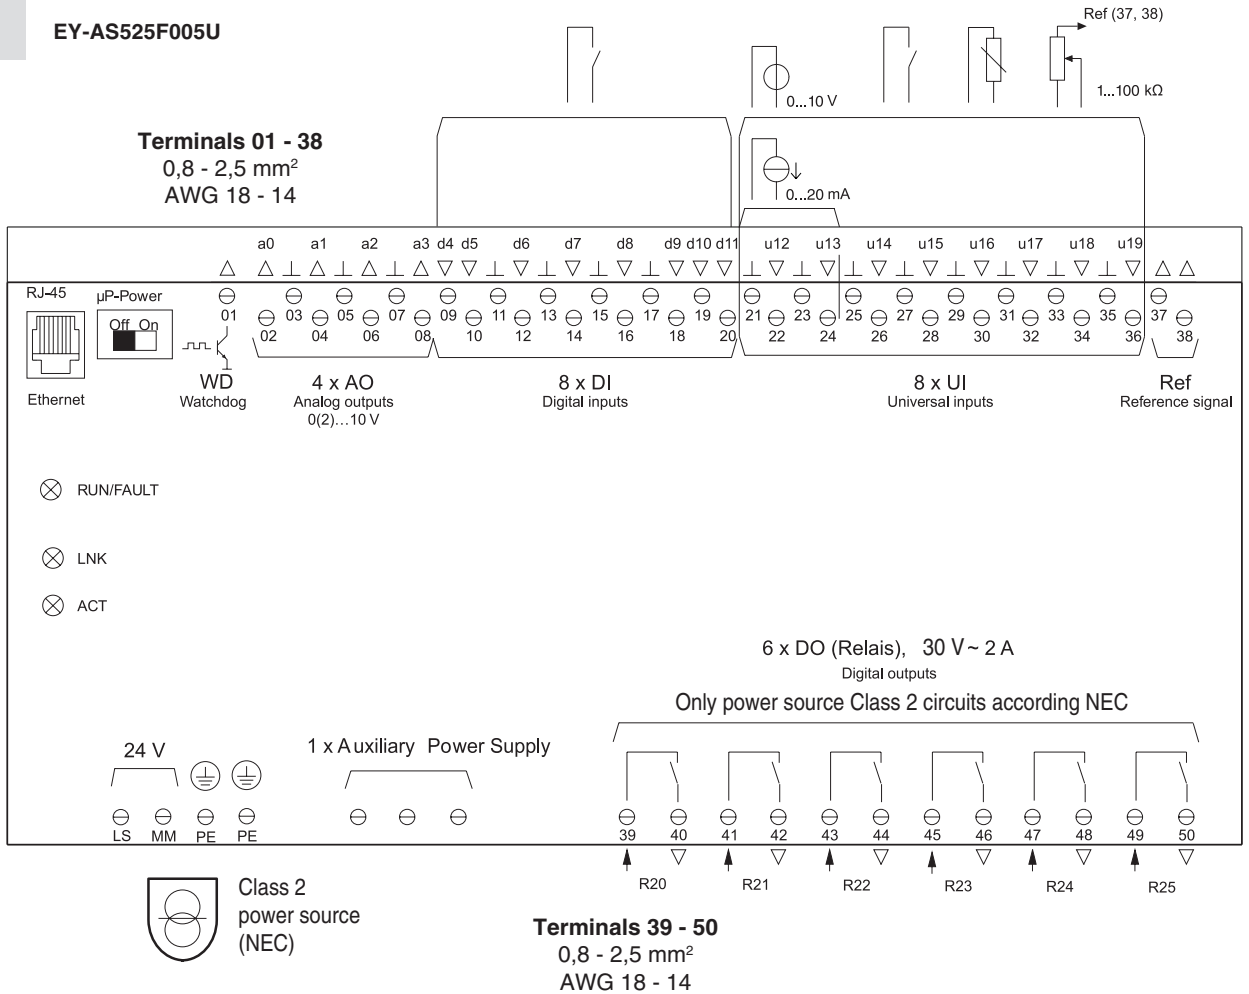 EY-AS525F005U
Ref (37, 38)
1...100 kΩ
0...10 V
0...20 mA
Terminals 01 - 38
0,8 - 2,5 mm²
AWG 18 - 14
a0 a1 a2 a3 d4 d5 d6 d7 d8 d9 d10 d11 u12 u13 u14 u15 u16 u17 u18 u19
RJ-45
µP-Power
Off On
01 03 05 07 09 11 13 15 17 19 21 23 25 27 29 31 33 35 37
02 04 06 08 10 12 14 16 18 20 22 24 26 28 30 32 34 36 38
Ethernet
WD
Watchdog
4 x AO
Analog outputs
0(2)...10 V
8 x DI
Digital inputs
8 x UI
Universal inputs
Ref
Reference signal
RUN/FAULT
LNK
ACT
6 x DO (Relais), 30 V ~ 2 A
Digital outputs
Only power source Class 2 circuits according NEC
24 V
1 x Auxiliary Power Supply
LS MM PE PE
39 40 41 42 43 44 45 46 47 48 49 50
R20 R21 R22 R23 R24 R25
Class 2
power source
(NEC)
Terminals 39 - 50
0,8 - 2,5 mm²
AWG 18 - 14